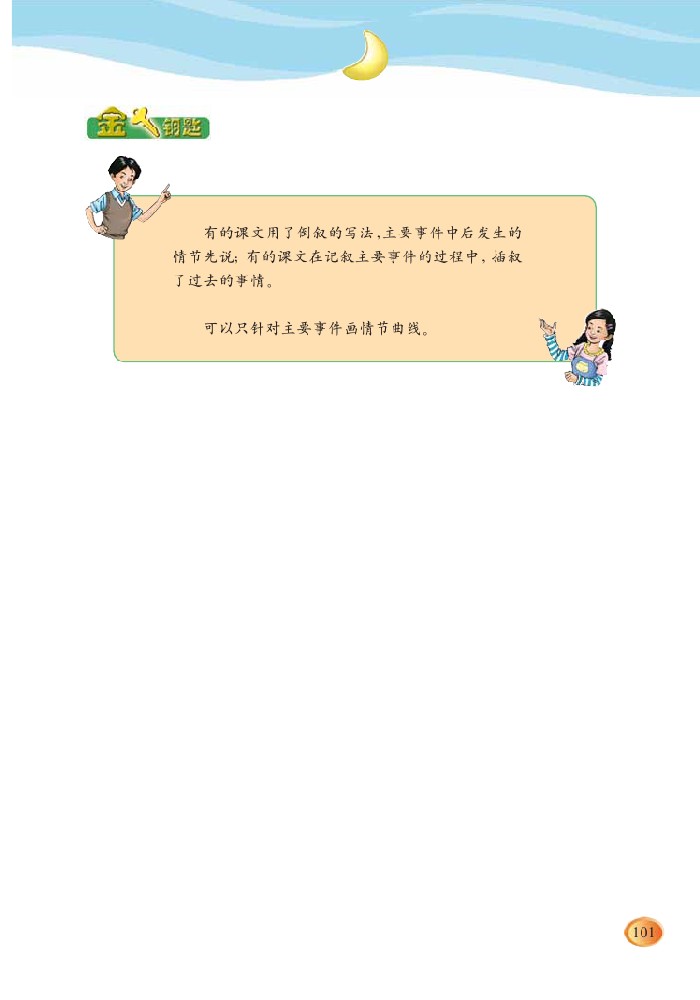 金钥匙
有的课文用了倒叙的写法,主要事件中后发生的
情节先说；有的课文在记叙主要事件的过程中，插叙
了过去的事情。
可以只针对主要事件画情节曲线。
101